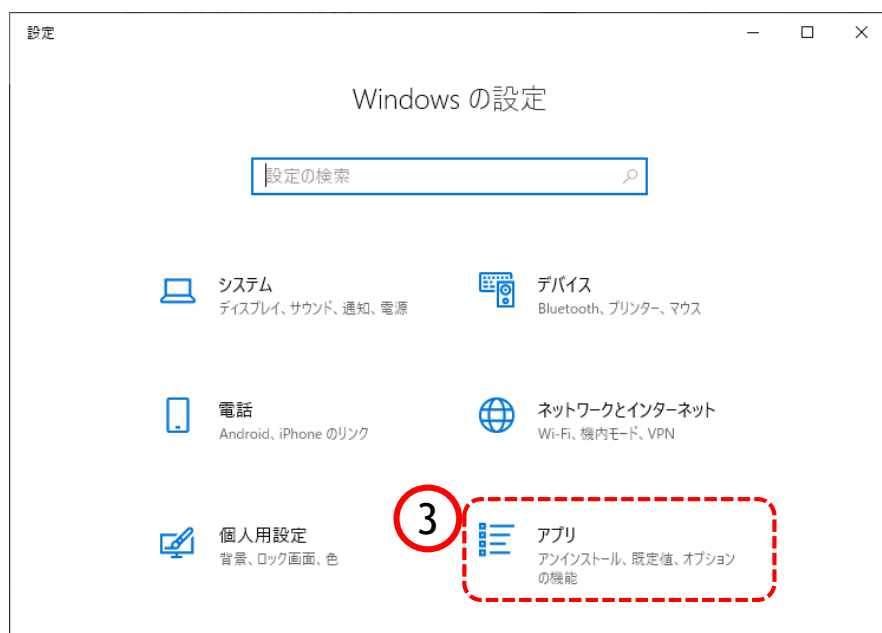 設定
Windows の設定
設定の検索
システム
ディスプレイ、サウンド、通知、電源
デバイス
Bluetooth、プリンター、マウス
電話
Android、iPhone のリンク
ネットワークとインターネット
Wi-Fi、機内モード、VPN
個人用設定
背景、ロック画面、色
3
アプリ
アンインストール、既定値、オプション
の機能